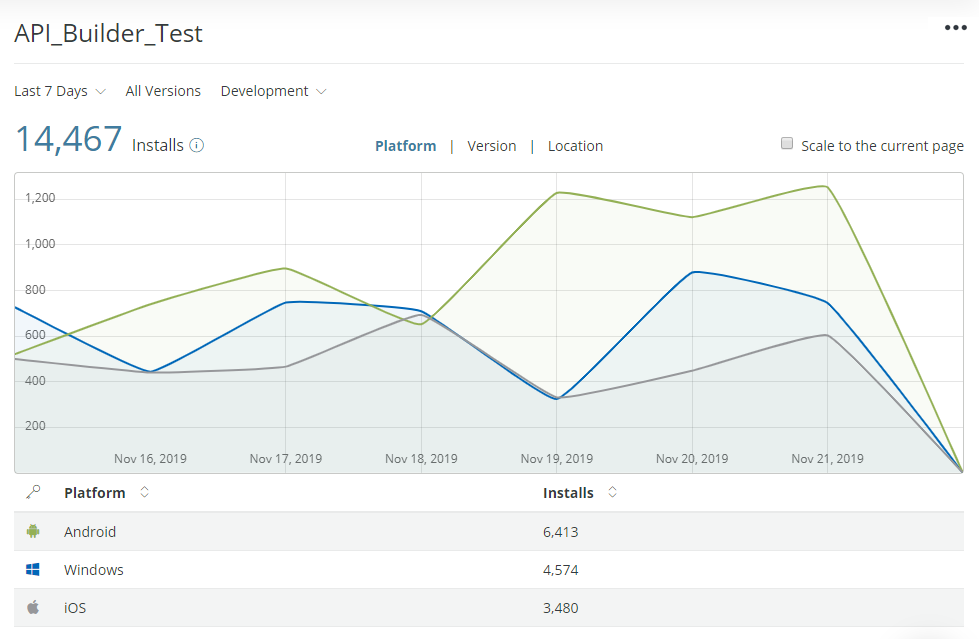 API_Builder_Test
Last 7 Days All Versions Development
14,467 Installs Platform | Version | Location Scale to the current page
1,200
1,000
800
600
400
200
Nov 16, 2019 Nov 17, 2019 Nov 18, 2019 Nov 19, 2019 Nov 20, 2019 Nov 21, 2019
Platform Installs
Android 6,413
Windows 4,574
iOS 3,480